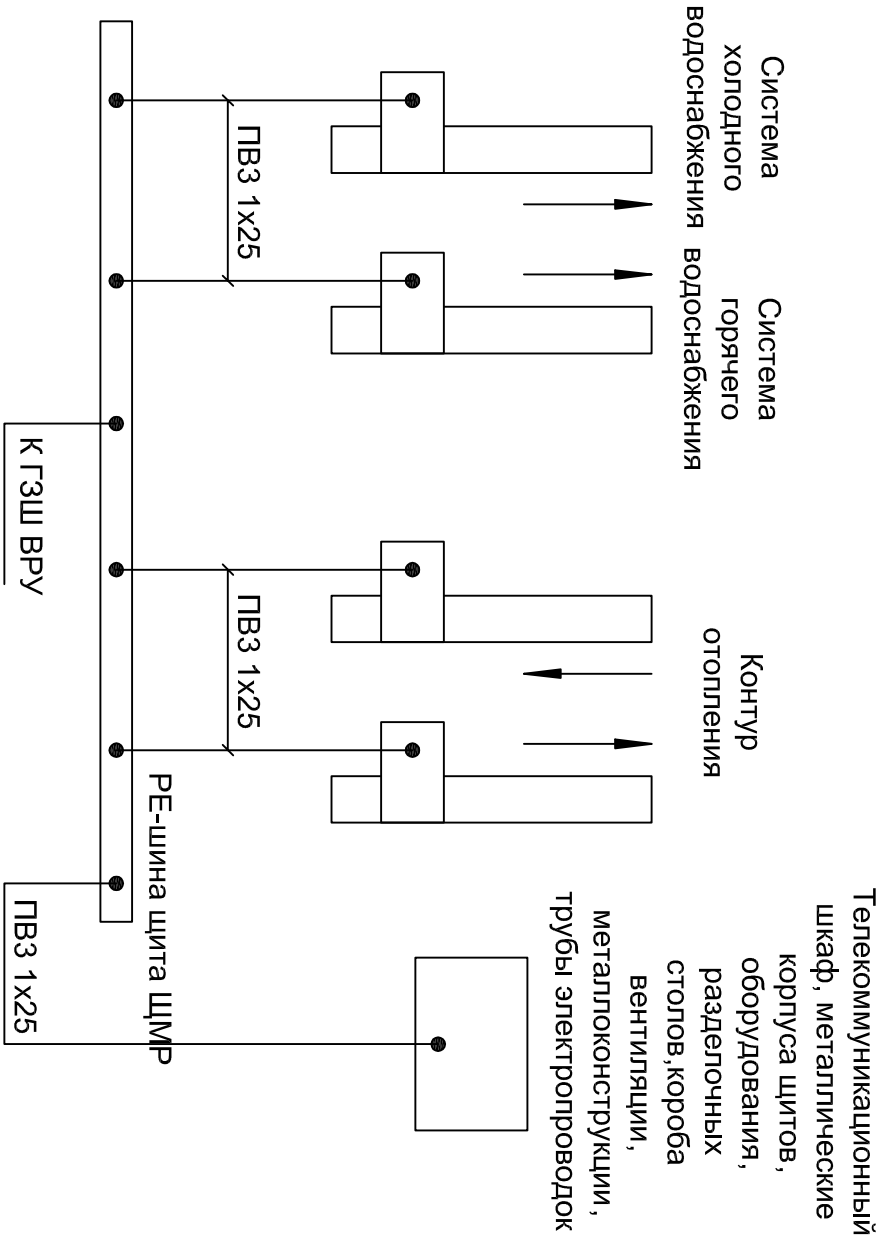 Система
холодного
водоснабжения
Система
горячего
водоснабжения
Контур
отопления
Телекоммуникационный
шкаф, металлические
корпуса щитов,
оборудования,
разделочных
столов,короба
вентиляции,
металлоконструкции,
трубы электропроводок
ПВ3 1х25
ПВ3 1х25
РЕ-шина щита ЩМР
К ГЗШ ВРУ
ПВ3 1х25